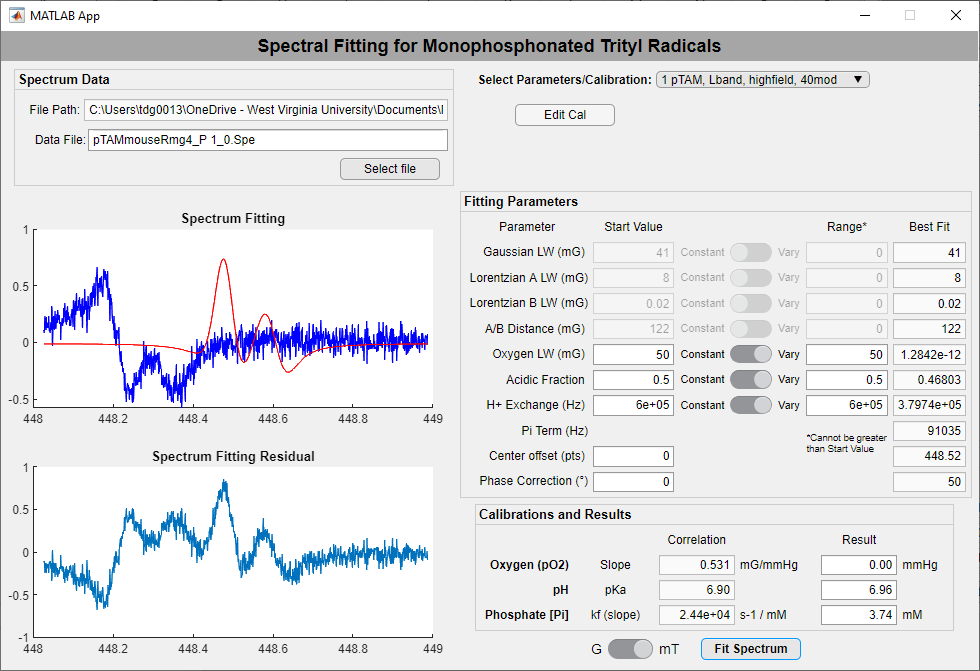 MATLAB App
Spectral Fitting for Monophosphonated Trityl Radicals
Spectrum Data
File Path: C:\Users\tdg0013\OneDrive - West Virginia University\Documents\
Data File: pTAMmouseRmg4_P 1_0.Spe
Select file
Select Parameters/Calibration: 1 pTAM, Lband, highfield, 40mod
Edit Cal
Spectrum Fitting
1
0.5
0
-0.5
448 448.2 448.4 448.6 448.8 449
Spectrum Fitting Residual
1
0.5
0
-0.5
-1
448 448.2 448.4 448.6 448.8 449
Fitting Parameters
Parameter Start Value Range* Best Fit
Gaussian LW (mG) 41 Constant Vary 0 41
Lorentzian A LW (mG) 8 Constant Vary 0 8
Lorentzian B LW (mG) 0.02 Constant Vary 0 0.02
A/B Distance (mG) 122 Constant Vary 0 122
Oxygen LW (mG) 50 Constant Vary 50 1.2842e-12
Acidic Fraction 0.5 Constant Vary 0.5 0.46803
H+ Exchange (Hz) 6e+05 Constant Vary 6e+05 3.7974e+05
Pi Term (Hz) 91035
*Cannot be greater
than Start Value
Center offset (pts) 0 448.52
Phase Correction (°) 0 50
Calibrations and Results
Correlation Result
Oxygen (pO2) Slope 0.531 mG/mmHg 0.00 mmHg
pH pKa 6.90 6.96
Phosphate [Pi] kf (slope) 2.44e+04 s-1 / mM 3.74 mM
G mT Fit Spectrum